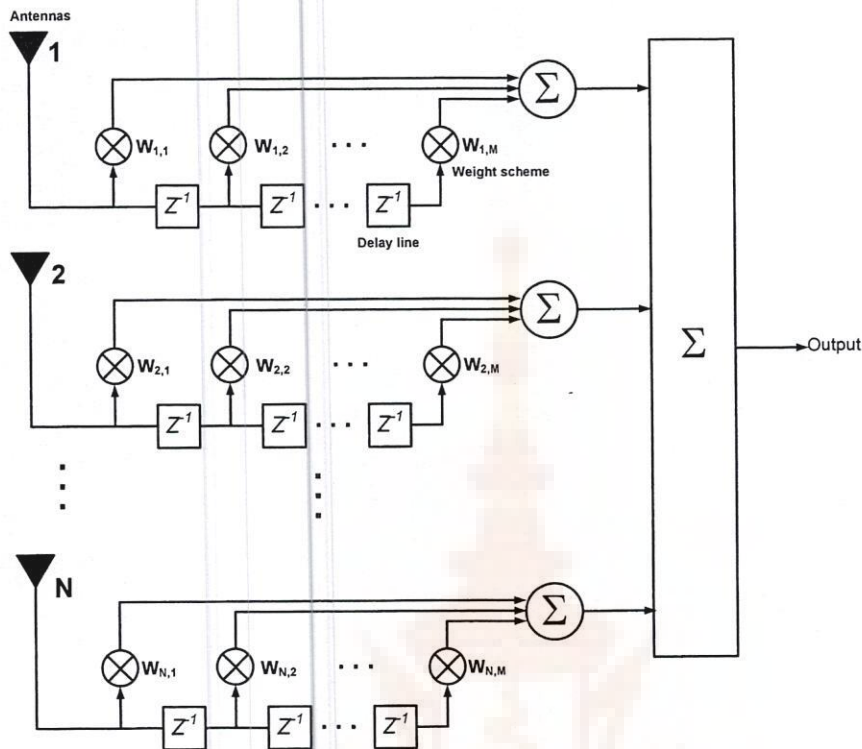 Antennas
1
Σ
W1,1 W1,2 ... W1,M
Weight scheme
Z-1 Z-1 ... Z-1
Delay line
2
Σ
W2,1 W2,2 ... W2,M
Z-1 Z-1 ... Z-1
Σ
Output
N
Σ
WN,1 WN,2 ... WN,M
Z-1 Z-1 ... Z-1